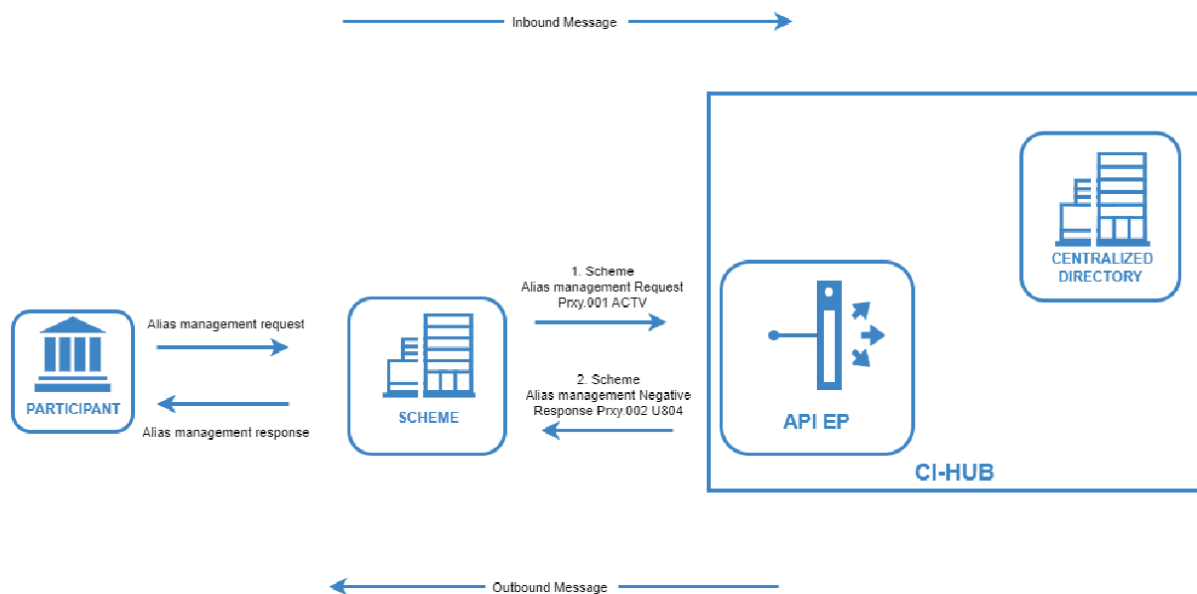 Inbound Message
CENTRALIZED
DIRECTORY
1. Scheme
Alias management Request
Prxy.001 ACTV
Alias management request
2. Scheme
Alias management Negative
Response Prxy.002 U804
PARTICIPANT
SCHEME
API EP
Alias management response
CI-HUB
Outbound Message